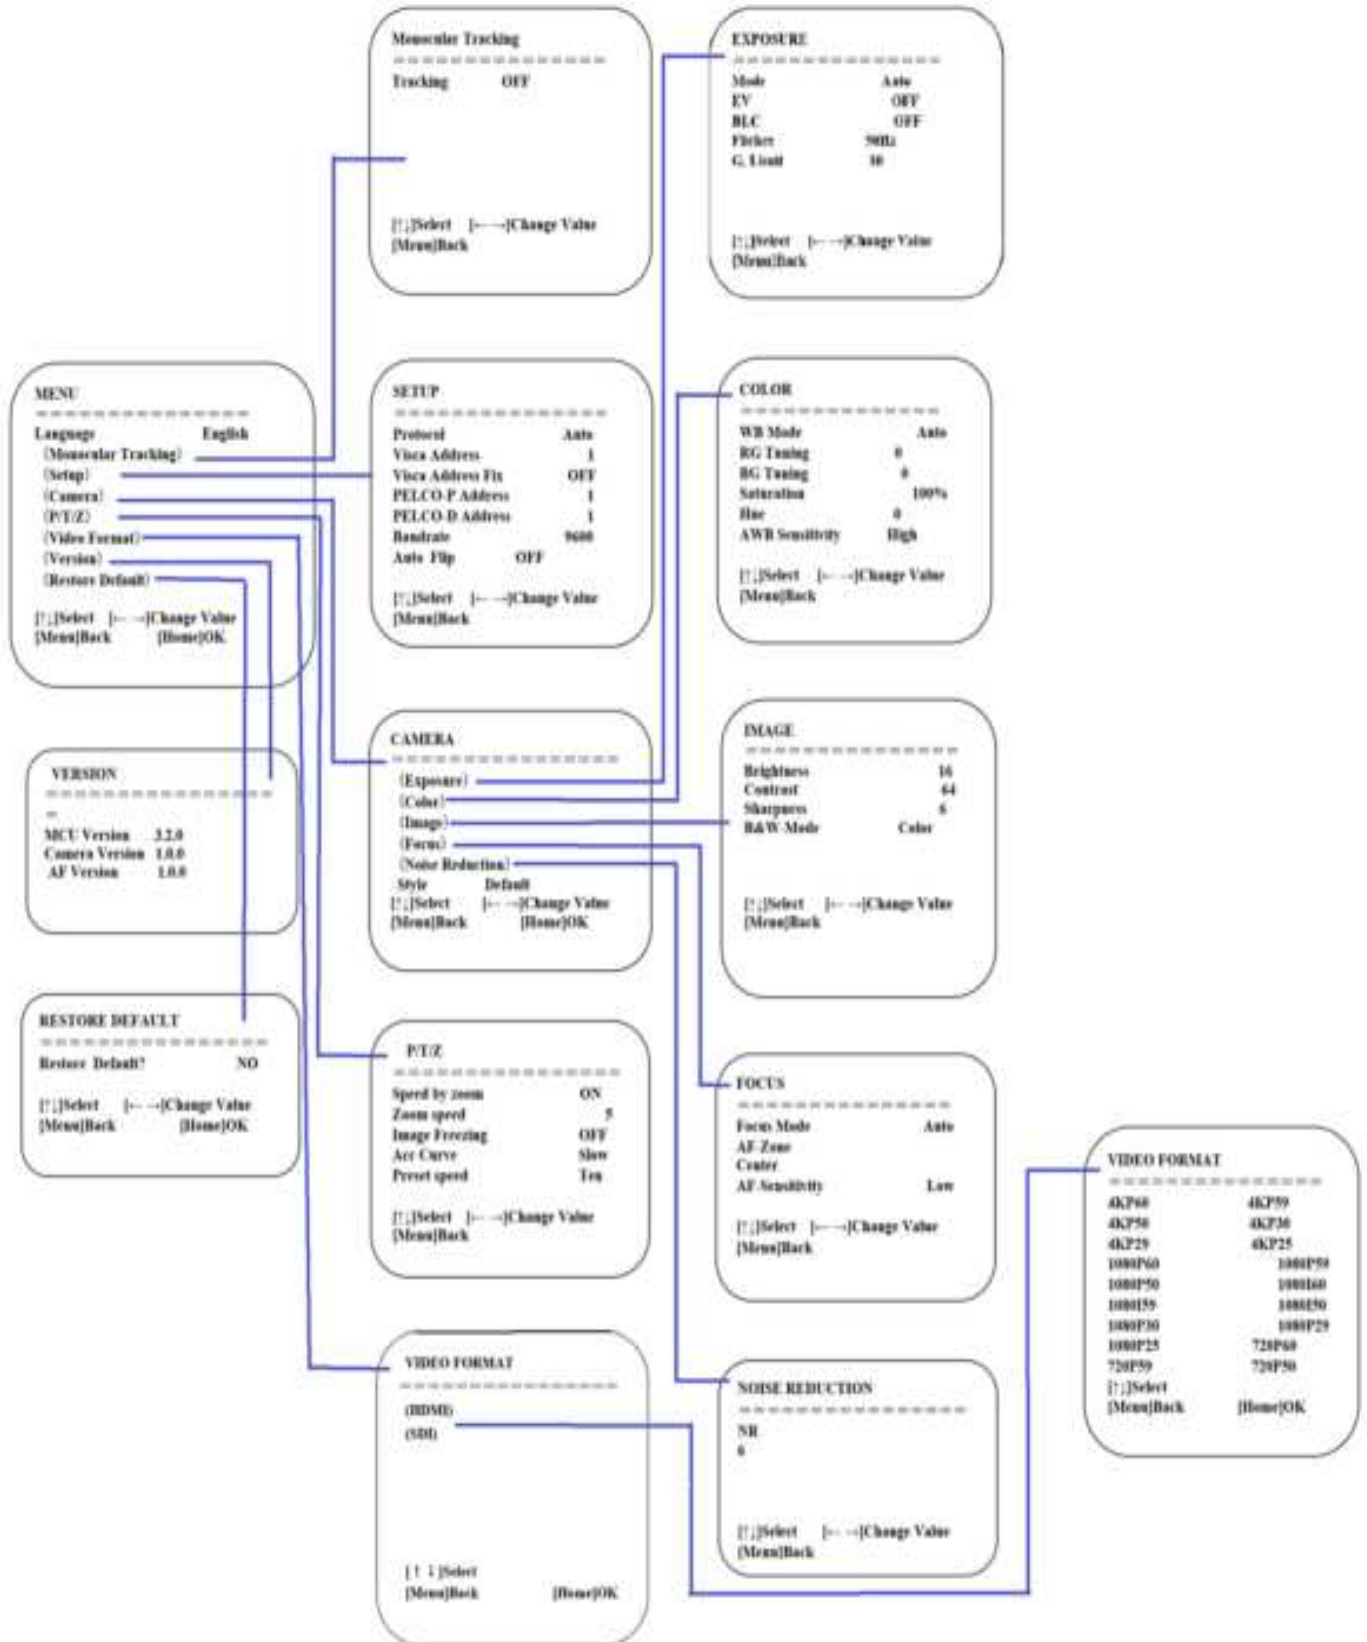 Monocular Tracking
Tracking OFF
[↑↓]Select [←→]Change Value
[Menu]Back
EXPOSURE
Mode Auto
EV OFF
BLC OFF
Flicker 50Hz
G. Limit
[↑↓]Select [←→]Change Value
[Menu]Back
MENU
Language English
(Monocular Tracking)
(Setup)
(Camera)
(P/T/Z)
(Video Format)
(Version)
(Restore Default)
[↑↓]Select [←→]Change Value
[Menu]Back [Home]OK
SETUP
Protocol Auto
Visca Address 1
Visca Address Fix OFF
PELCO-P Address 1
PELCO-D Address 1
Baudrate 9600
Auto Flip OFF
[↑↓]Select [←→]Change Value
[Menu]Back
COLOR
WB Mode Auto
RG Tuning 0
BG Tuning 0
Saturation 100%
Hue 0
AWB Sensitivity High
[↑↓]Select [←→]Change Value
[Menu]Back
VERSION
MCU Version 3.2.0
Camera Version 1.0.0
AF Version 1.0.0
CAMERA
(Exposure)
(Color)
(Image)
(Focus)
(Noise Reduction)
Style Default
[↑↓]Select [←→]Change Value
[Menu]Back [Home]OK
IMAGE
Brightness 16
Contrast 64
Sharpness 6
B&W-Mode Color
[↑↓]Select [←→]Change Value
[Menu]Back
RESTORE DEFAULT
Restore Default? NO
[↑↓]Select [←→]Change Value
[Menu]Back [Home]OK
P/T/Z
Speed by zoom ON
Zoom speed 5
Image Freezing OFF
Acc Curve Slow
Preset speed Ten
[↑↓]Select [←→]Change Value
[Menu]Back
FOCUS
Focus Mode Auto
AF-Zone
Center
AF-Sensitivity Low
[↑↓]Select [←→]Change Value
[Menu]Back
VIDEO FORMAT
(HDMI)
(SDI)
[↑↓]Select
[Menu]Back [Home]OK
NOISE REDUCTION
NR
6
[↑↓]Select [←→]Change Value
[Menu]Back
VIDEO FORMAT
4KP60 4KP59
4KP50 4KP30
4KP29 4KP25
1080P60 1080P59
1080P50 1080I60
1080I59 1080I50
1080P30 1080P29
1080P25 720P60
720P59 720P50
[↑↓]Select
[Menu]Back [Home]OK